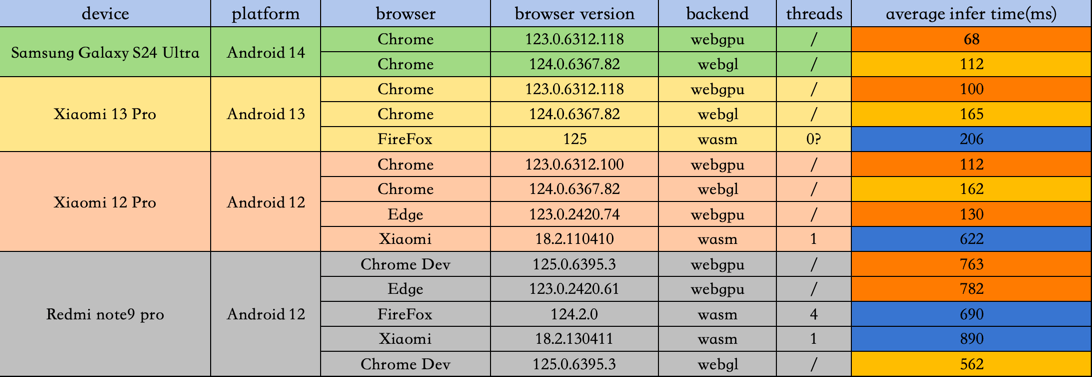 device platform browser browser version backend threads average infer time(ms)
Samsung Galaxy S24 Ultra Android 14 Chrome 123.0.6312.118 webgpu / 68
Chrome 124.0.6367.82 webgl / 112
Xiaomi 13 Pro Android 13 Chrome 123.0.6312.118 webgpu / 100
Chrome 124.0.6367.82 webgl / 165
FireFox 125 wasm 0? 206
Xiaomi 12 Pro Android 12 Chrome 123.0.6312.100 webgpu / 112
Chrome 124.0.6367.82 webgl / 162
Edge 123.0.2420.74 webgpu / 130
Xiaomi 18.2.110410 wasm 1 622
Redmi note9 pro Android 12 Chrome Dev 125.0.6395.3 webgpu / 763
Edge 123.0.2420.61 webgpu / 782
FireFox 124.2.0 wasm 4 690
Xiaomi 18.2.130411 wasm 1 890
Chrome Dev 125.0.6395.3 webgl / 562